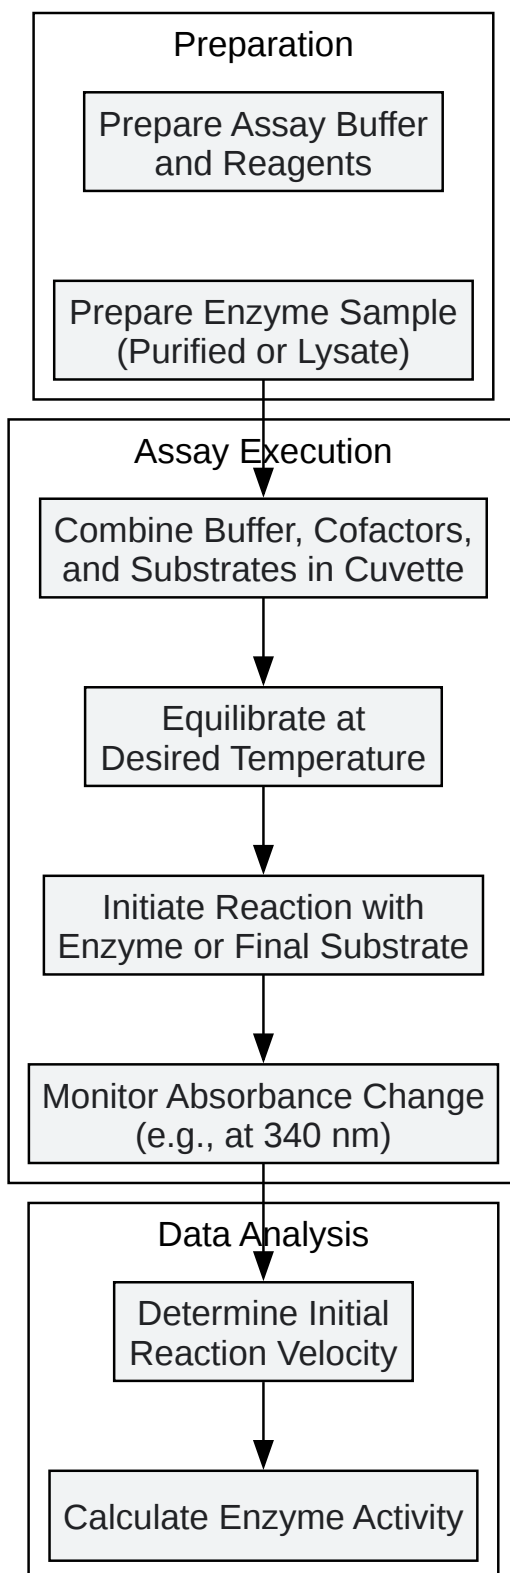 Preparation
Prepare Assay Buffer
and Reagents
Prepare Enzyme Sample
(Purified or Lysate)
Assay Execution
Combine Buffer, Cofactors,
and Substrates in Cuvette
Equilibrate at
Desired Temperature
Initiate Reaction with
Enzyme or Final Substrate
Monitor Absorbance Change
(e.g., at 340 nm)
Data Analysis
Determine Initial
Reaction Velocity
Calculate Enzyme Activity